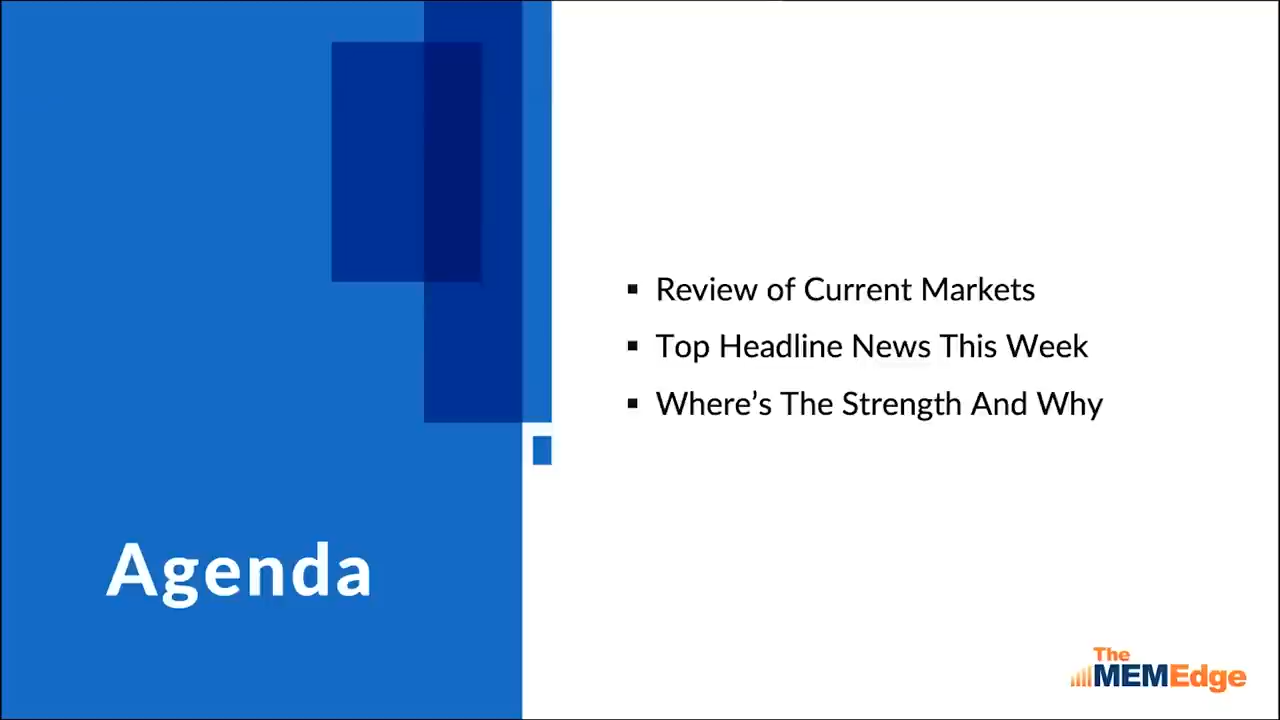 Agenda
▪ Review of Current Markets
▪ Top Headline News This Week
▪ Where’s The Strength And Why
The
MEMEdge